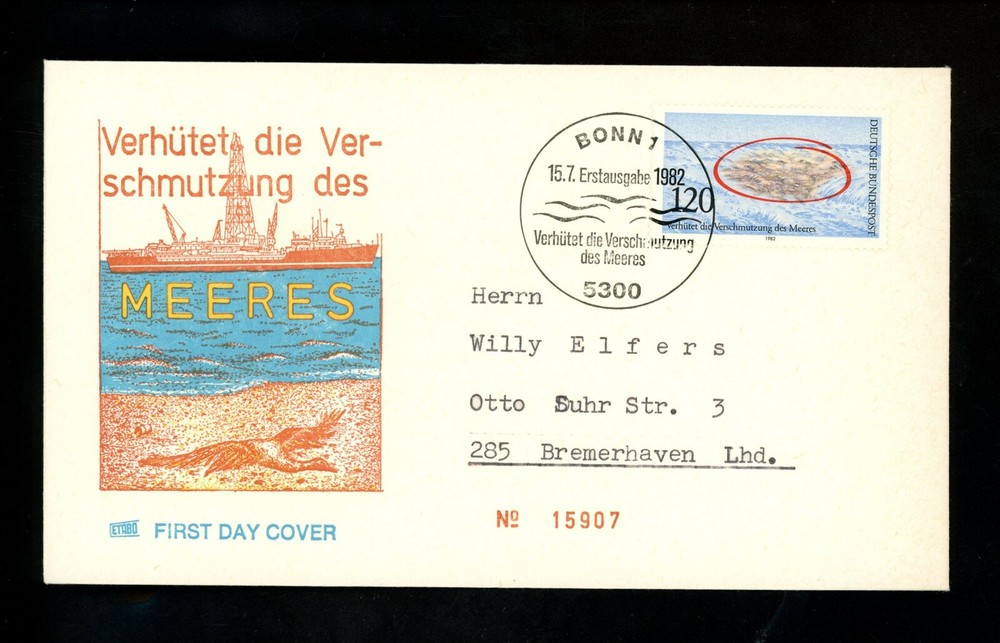 Verhütet die Ver-
schmutzung des
MEERES
ETABO FIRST DAY COVER
BONN 1
15.7. Erstausgabe 1982
Verhütet die Verschmutzung
des Meeres
5300
120
Verhütet die Verschmutzung des Meeres
1982
DEUTSCHE BUNDESPOST
Herrn
Willy Elfers
Otto Suhr Str. 3
285 Bremerhaven Lhd.
Nº 15907